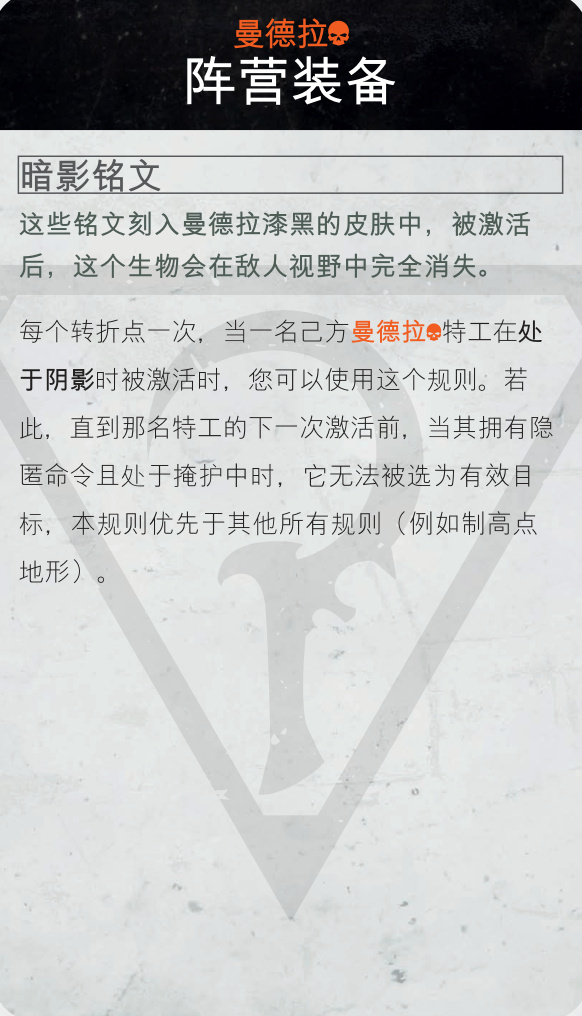 曼德拉
阵营装备
暗影铭文
这些铭文刻入曼德拉漆黑的皮肤中，被激活
后，这个生物会在敌人视野中完全消失。
每个转折点一次，当一名己方曼德拉特工在处
于阴影时被激活时，您可以使用这个规则。若
此，直到那名特工的下一次激活前，当其拥有隐
匿命令且处于掩护中时，它无法被选为有效目
标，本规则优先于其他所有规则（例如制高点
地形）。